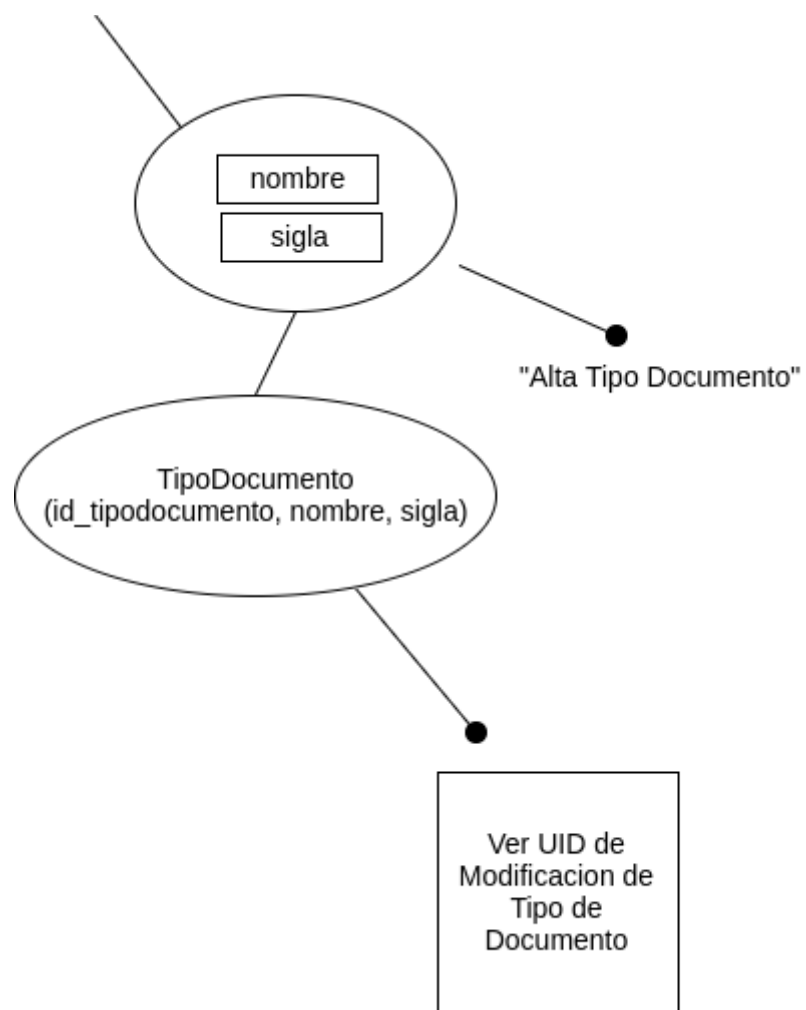 nombre
sigla
"Alta Tipo Documento"
TipoDocumento
(id_tipodocumento, nombre, sigla)
Ver UID de
Modificacion de
Tipo de
Documento